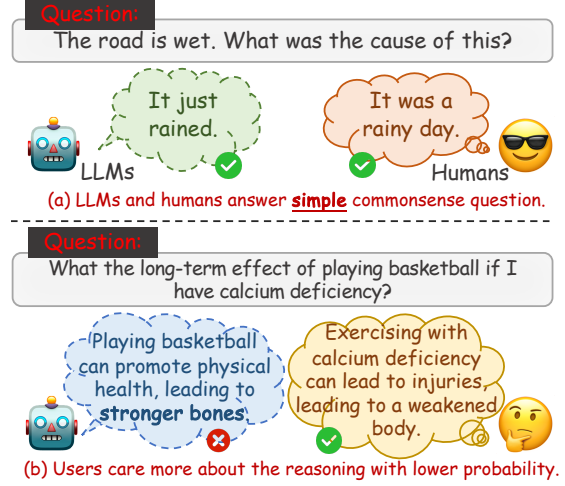 Question:
The road is wet. What was the cause of this?
It just
rained.
It was a
rainy day.
LLMs
Humans
(a) LLMs and humans answer simple commonsense question.
Question:
What the long-term effect of playing basketball if I
have calcium deficiency?
Playing basketball
can promote physical
health, leading to
stronger bones
Exercising with
calcium deficiency
can lead to injuries,
leading to a weakened
body.
(b) Users care more about the reasoning with lower probability.